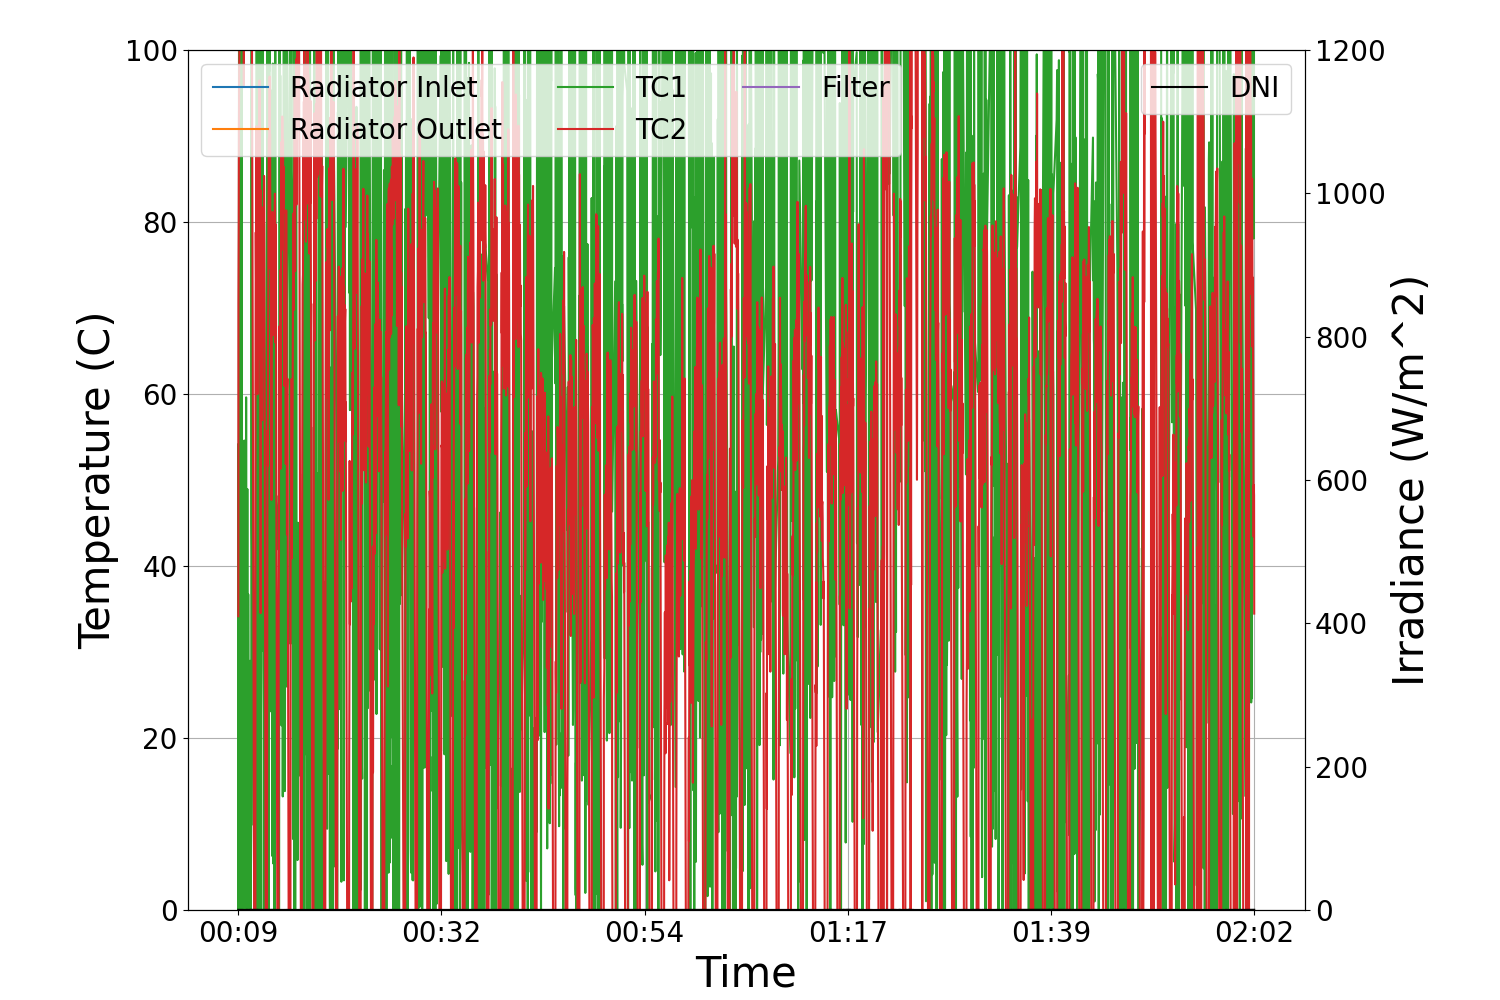 Radiator Inlet
Radiator Outlet
TC1
TC2
Filter
DNI
Temperature (C)
100
80
60
40
20
0
Irradiance (W/m^2)
1200
1000
800
600
400
200
0
00:09 00:32 00:54 01:17 01:39 02:02
Time